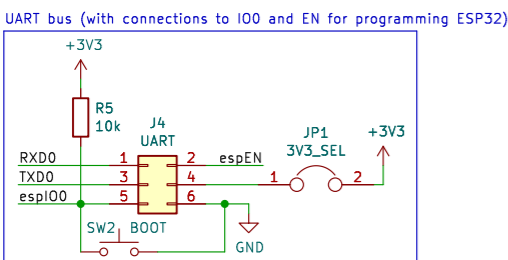 UART bus (with connections to IO0 and EN for programming ESP32)
+3V3
R5
10k
J4
UART
JP1
3V3_SEL
+3V3
RXD0 1 2 espEN
TXD0 3 4 1 2
espIO0 5 6
SW2 BOOT
GND